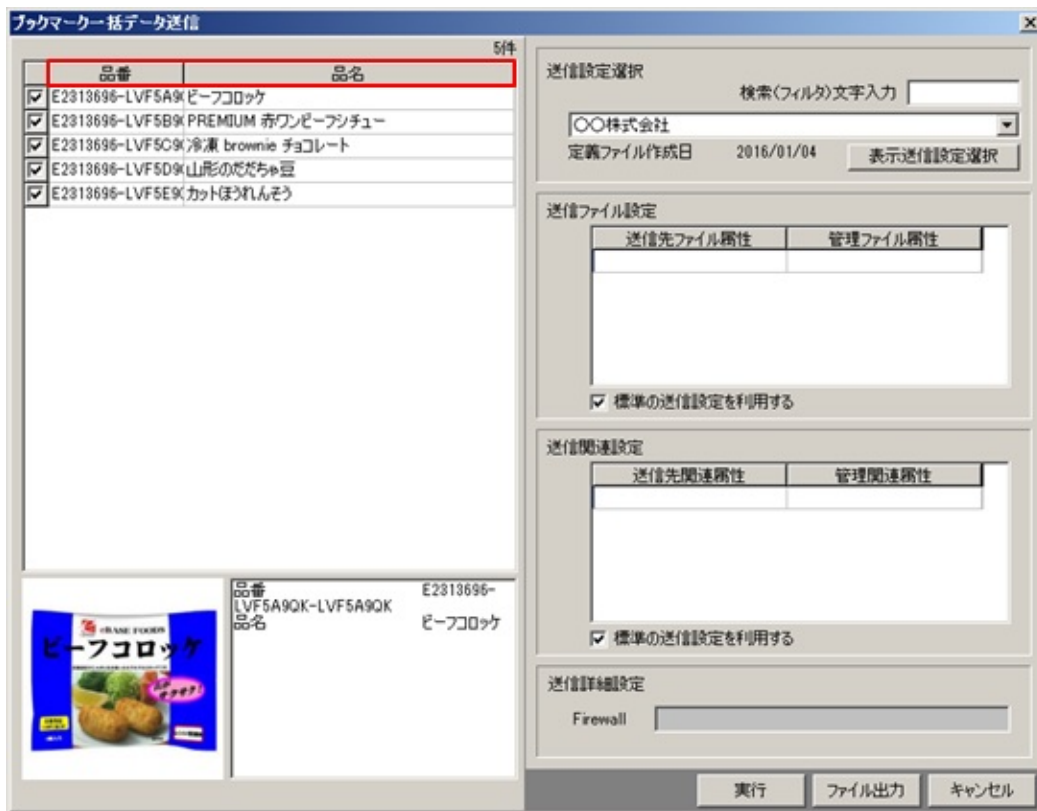 ブックマーク一括データ送信
5件
品番 品名
E2313696-LVF5A9 ビーフコロッケ
E2313696-LVF5B9 PREMIUM 赤ワンビーフシチュー
E2313696-LVF5C9 冷凍 brownie チョコレート
E2313696-LVF5D9 山形のだだちゃ豆
E2313696-LVF5E9 カットほうれんそう
品番 E2313696-
LVF5A9QK-LVF5A9QK
品名 ビーフコロッケ
eBASE FOODS
ビーフコロッケ
サクサク!
送信設定選択
検索(フィルタ)文字入力
○○株式会社
定義ファイル作成日 2016/01/04 表示送信設定選択
送信ファイル設定
送信先ファイル属性 管理ファイル属性
標準の送信設定を利用する
送信関連設定
送信先関連属性 管理関連属性
標準の送信設定を利用する
送信詳細設定
Firewall
実行 ファイル出力 キャンセル